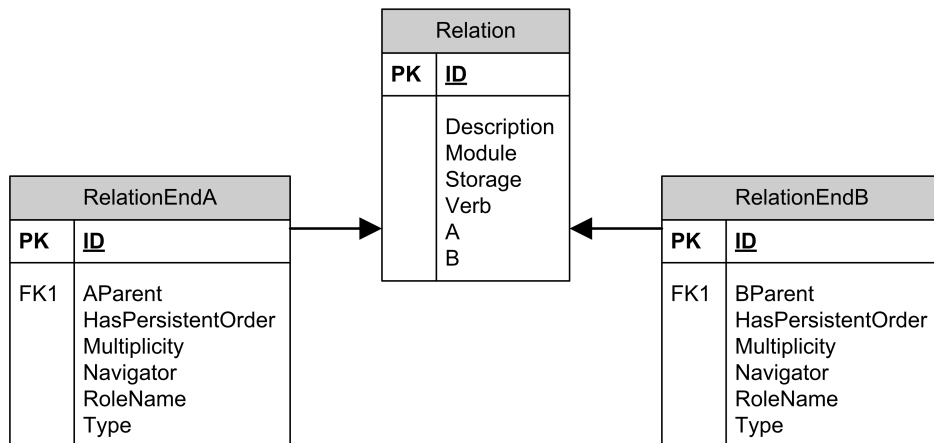 Relation
PK ID
Description
Module
Storage
Verb
A
B
RelationEndA
PK ID
FK1 AParent
HasPersistentOrder
Multiplicity
Navigator
RoleName
Type
RelationEndB
PK ID
FK1 BParent
HasPersistentOrder
Multiplicity
Navigator
RoleName
Type